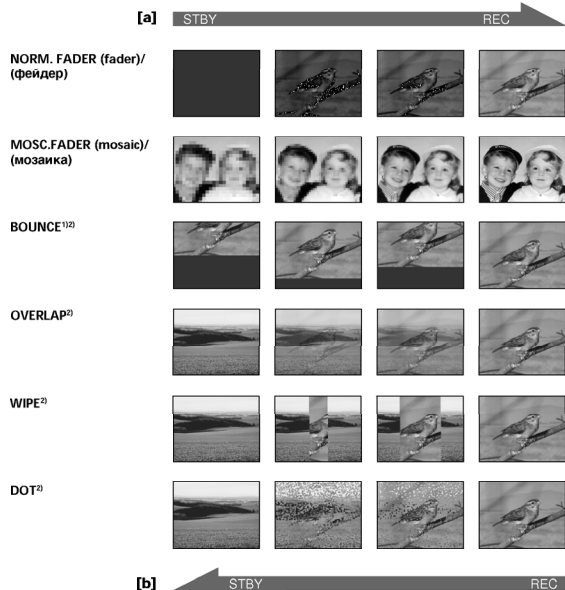 [a] STBY REC
NORM. FADER (fader)/
(фейдер)
MOSC.FADER (mosaic)/
(мозаика)
BOUNCE¹⁾²⁾
OVERLAP²⁾
WIPE²⁾
DOT²⁾
[b] STBY REC